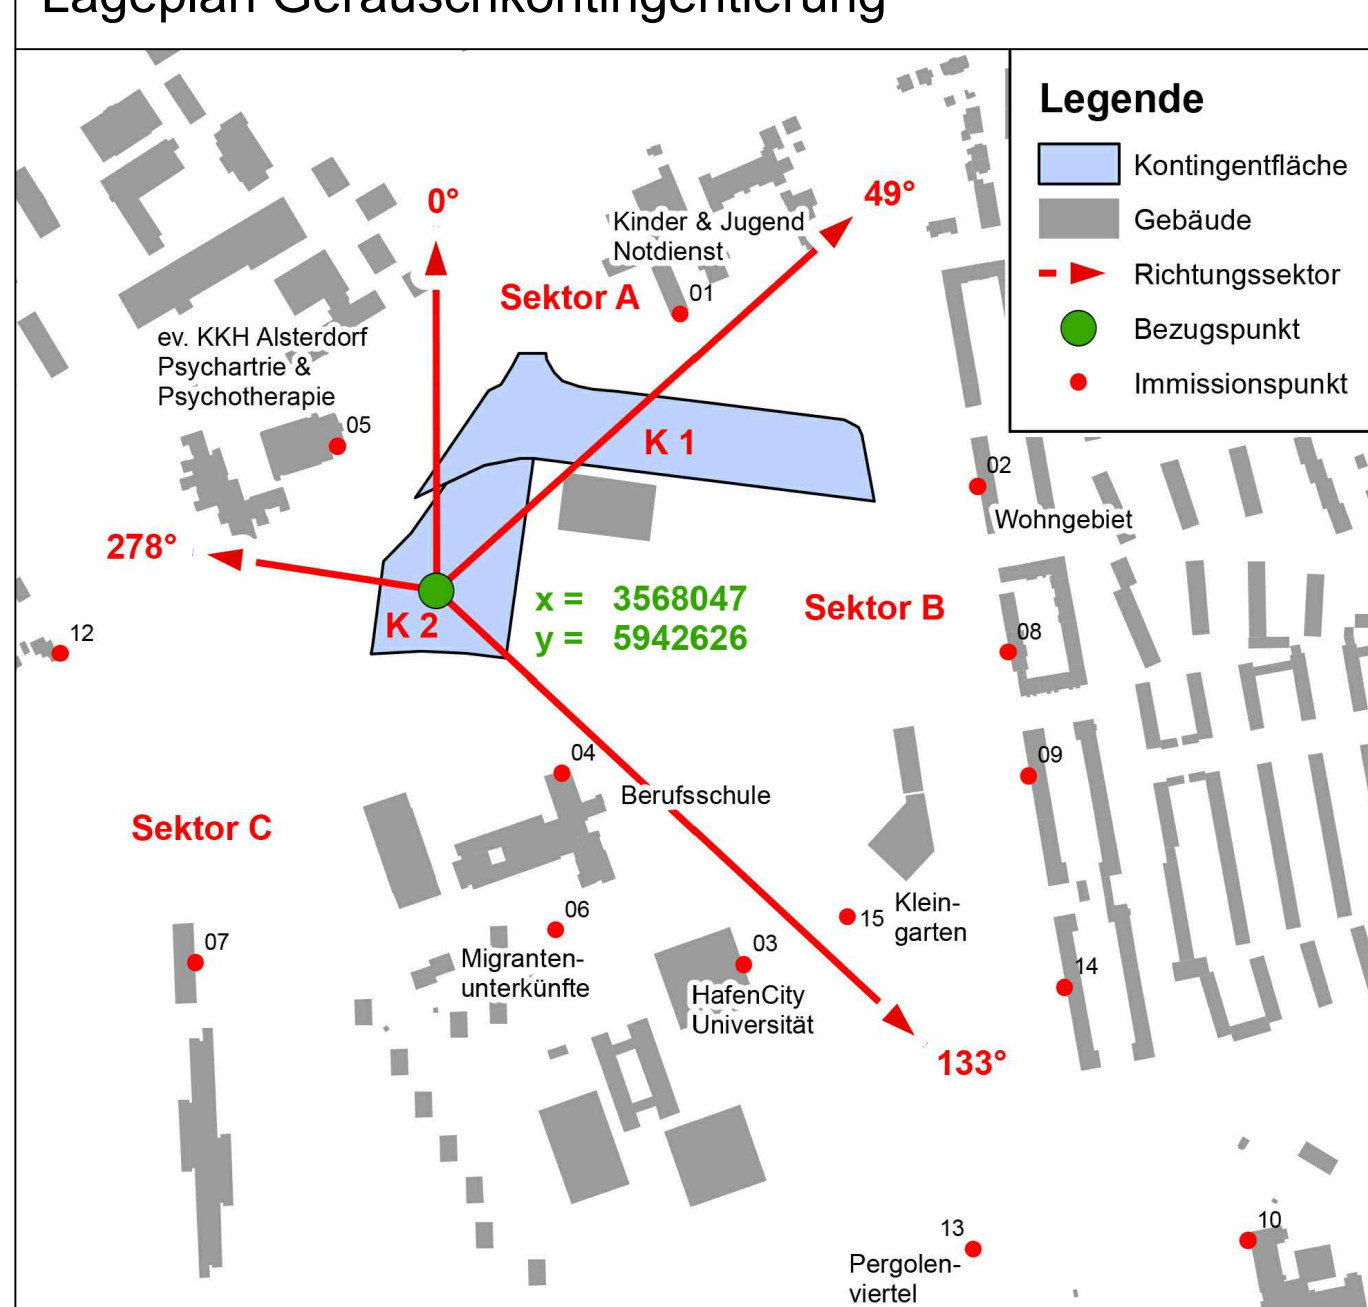 Lageplan Geräuschkontingentierung
Legende
Kontingentfläche
Gebäude
Richtungssektor
Bezugspunkt
Immissionspunkt
0°
49°
Kinder & Jugend
Notdienst
Sektor A
01
ev. KKH Alsterdorf
Psychartrie &
Psychotherapie
05
K 1
02
Wohngebiet
278°
x = 3568047
y = 5942626
Sektor B
K 2
12
08
04
09
Berufsschule
Sektor C
06
15
Klein-
garten
07
Migranten-
unterkünfte
03
HafenCity
Universität
14
133°
13
10
Pergolen-
viertel